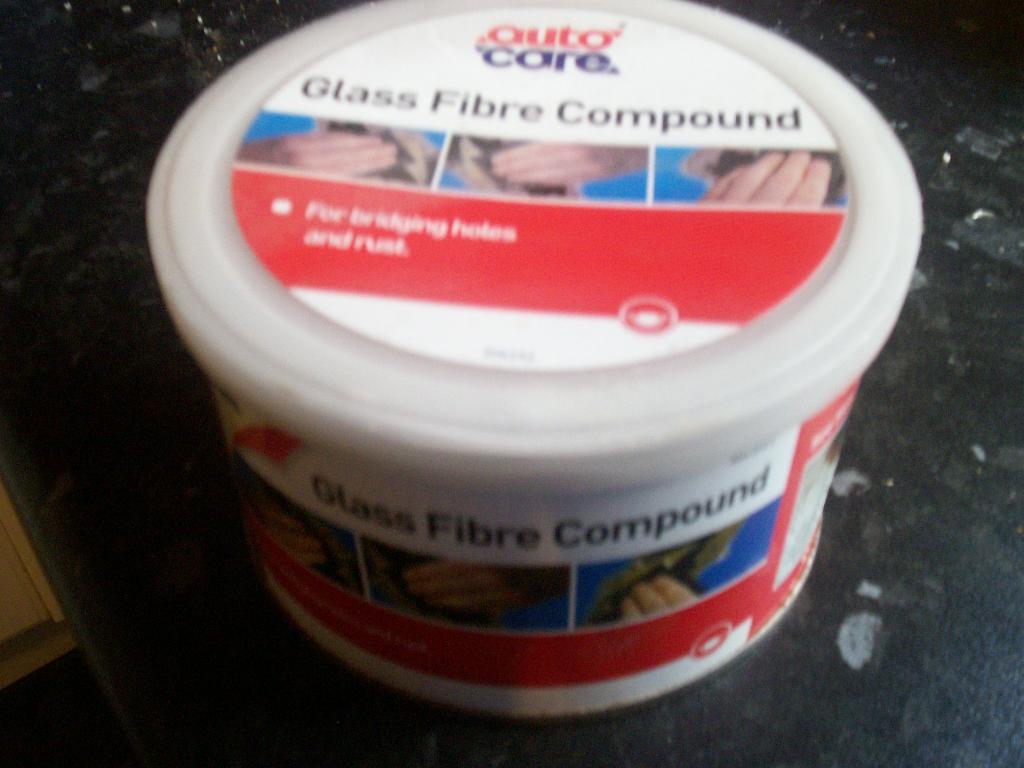 auto
care
Glass Fibre Compound
For bridging holes
and rust.
Glass Fibre Compound